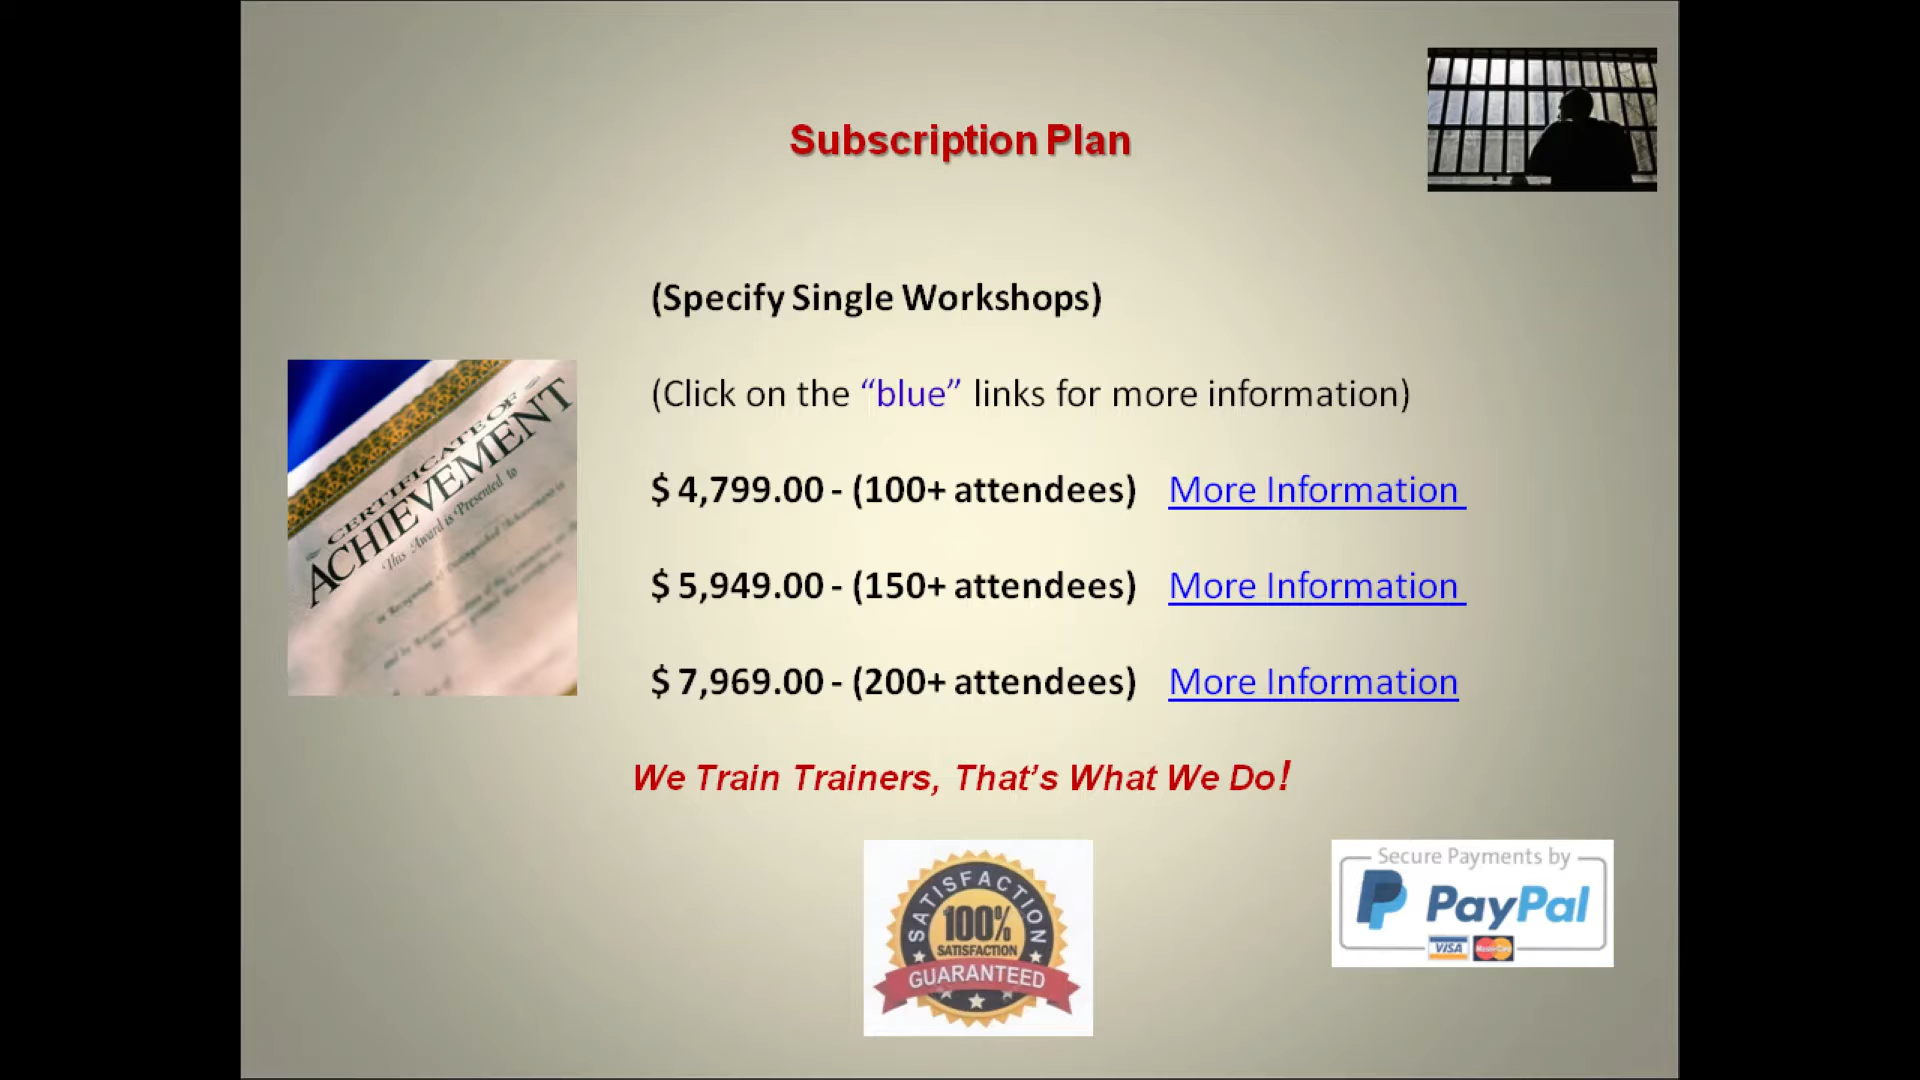 Subscription Plan
(Specify Single Workshops)
(Click on the “blue” links for more information)
$ 4,799.00 - (100+ attendees) More Information
$ 5,949.00 - (150+ attendees) More Information
$ 7,969.00 - (200+ attendees) More Information
CERTIFICATE OF
ACHIEVEMENT
This Award is Presented to
We Train Trainers, That’s What We Do!
SATISFACTION
100%
SATISFACTION
GUARANTEED
Secure Payments by
PayPal
VISA MasterCard